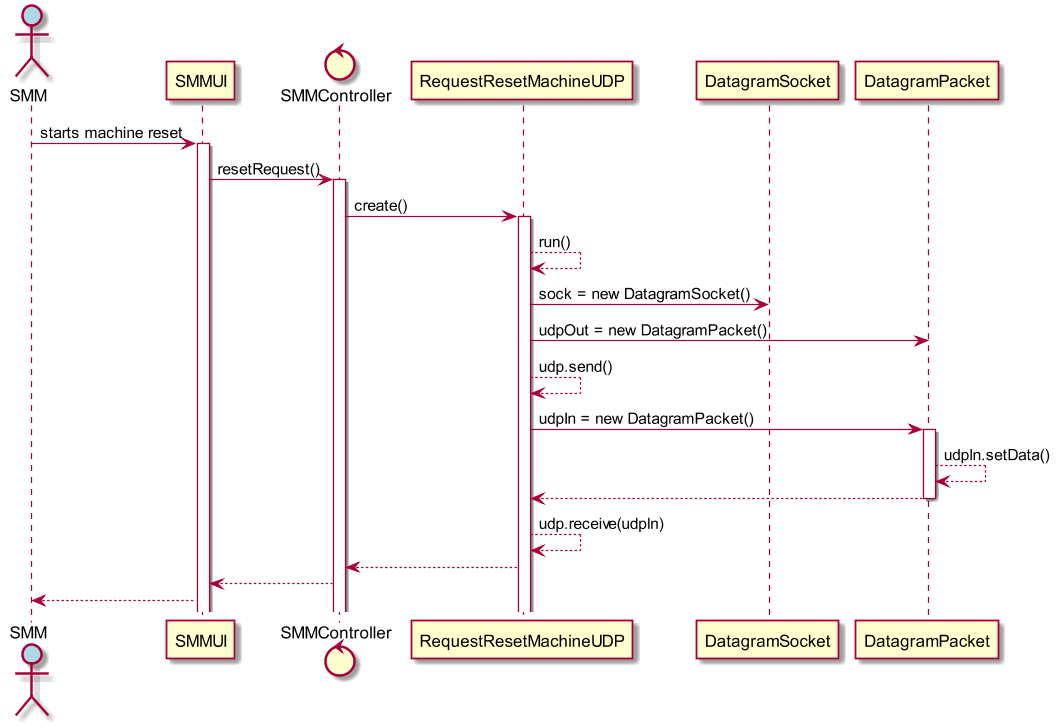 SMM
SMMUI
SMMController
RequestResetMachineUDP
DatagramSocket
DatagramPacket
starts machine reset
resetRequest()
create()
run()
sock = new DatagramSocket()
udpOut = new DatagramPacket()
udp.send()
udpIn = new DatagramPacket()
udpIn.setData()
udp.receive(udpIn)
SMM
SMMUI
SMMController
RequestResetMachineUDP
DatagramSocket
DatagramPacket